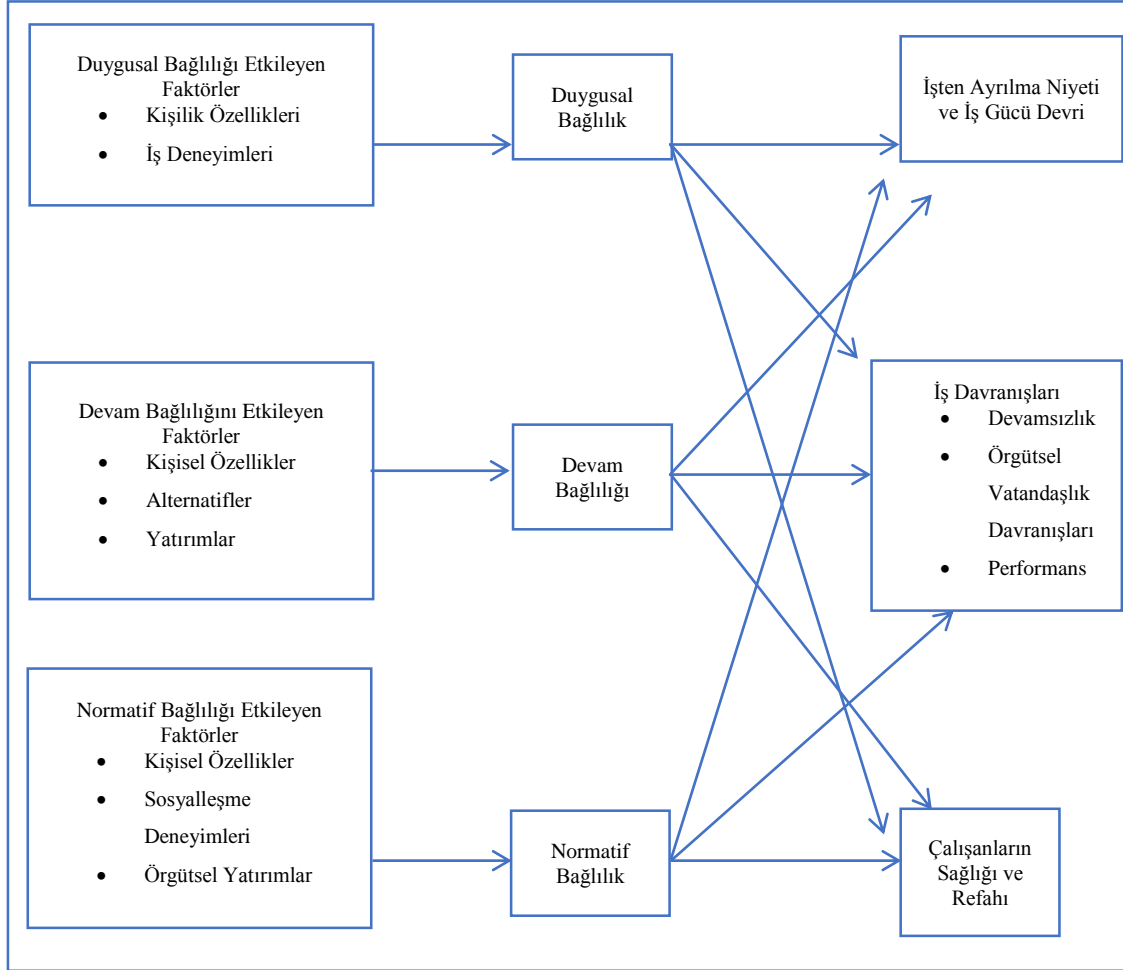 Duygusal Bağlılığı Etkileyen
Faktörler
• Kişilik Özellikleri
• İş Deneyimleri
Duygusal
Bağlılık
İşten Ayrılma Niyeti
ve İş Gücü Devri
Devam Bağlılığını Etkileyen
Faktörler
• Kişisel Özellikler
• Alternatifler
• Yatırımlar
Devam
Bağlılığı
İş Davranışları
• Devamsızlık
• Örgütsel
Vatandaşlık
Davranışları
• Performans
Normatif Bağlılığı Etkileyen
Faktörler
• Kişisel Özellikler
• Sosyalleşme
Deneyimleri
• Örgütsel Yatırımlar
Normatif
Bağlılık
Çalışanların
Sağlığı ve
Refahı